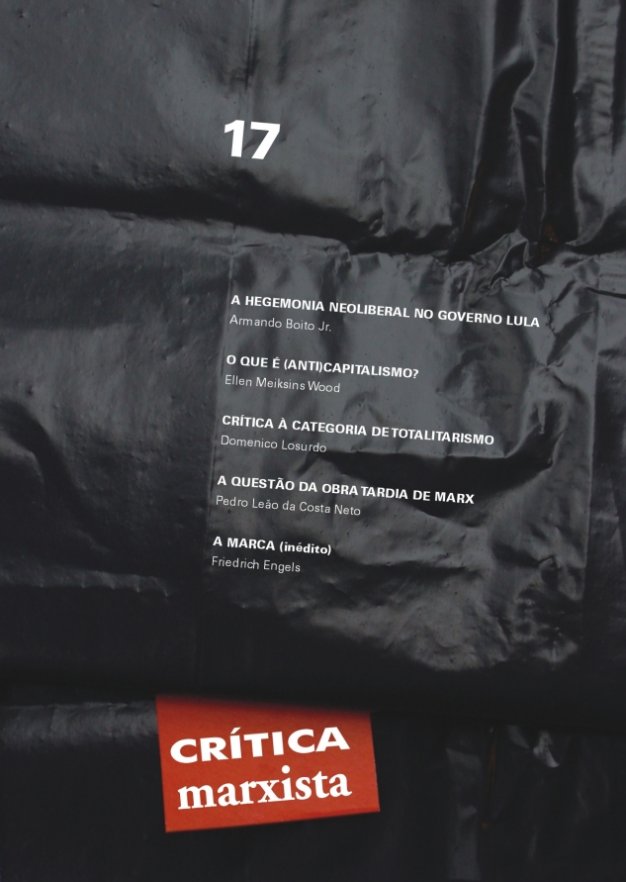 17
A HEGEMONIA NEOLIBERAL NO GOVERNO LULA
Armando Boito Jr.
O QUE É (ANTI)CAPITALISMO?
Ellen Meiksins Wood
CRÍTICA À CATEGORIA DE TOTALITARISMO
Domenico Losurdo
A QUESTÃO DA OBRA TARDIA DE MARX
Pedro Leão da Costa Neto
A MARCA (inédito)
Friedrich Engels
CRÍTICA
marxista